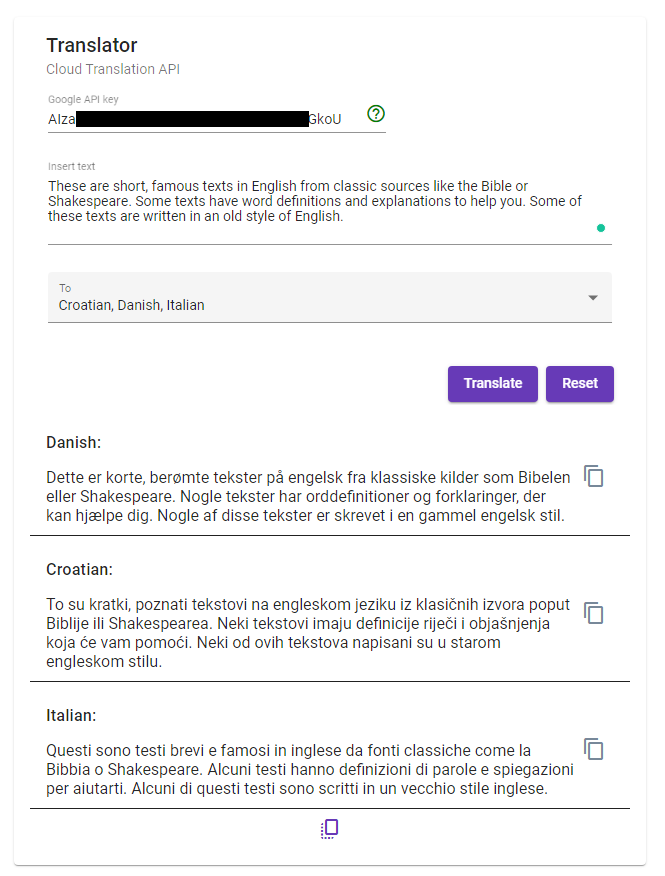 Translator
Cloud Translation API
Google API key
AIza GkoU
Insert text
These are short, famous texts in English from classic sources like the Bible or
Shakespeare. Some texts have word definitions and explanations to help you. Some of
these texts are written in an old style of English.
To
Croatian, Danish, Italian
Translate Reset
Danish:
Dette er korte, berømte tekster på engelsk fra klassiske kilder som Bibelen
eller Shakespeare. Nogle tekster har orddefinitioner og forklaringer, der
kan hjælpe dig. Nogle af disse tekster er skrevet i en gammel engelsk stil.
Croatian:
To su kratki, poznati tekstovi na engleskom jeziku iz klasičnih izvora poput
Biblije ili Shakespearea. Neki tekstovi imaju definicije riječi i objašnjenja
koja će vam pomoći. Neki od ovih tekstova napisani su u starom
engleskom stilu.
Italian:
Questi sono testi brevi e famosi in inglese da fonti classiche come la
Bibbia o Shakespeare. Alcuni testi hanno definizioni di parole e spiegazioni
per aiutarti. Alcuni di questi testi sono scritti in un vecchio stile inglese.